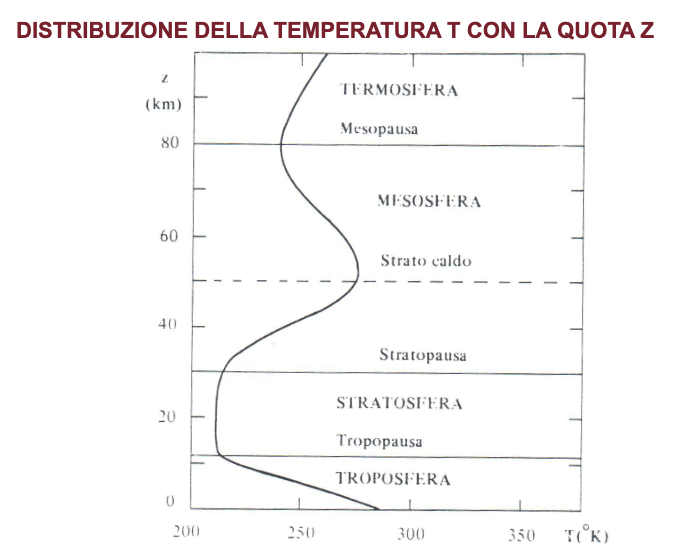 DISTRIBUZIONE DELLA TEMPERATURA T CON LA QUOTA Z
z
(km)
TERMOSFERA
Mesopausa
80
MESOSFERA
60
Strato caldo
40
Stratopausa
STRATOSFERA
20
Tropopausa
TROPOSFERA
0
200 250 300 350 T(°K)